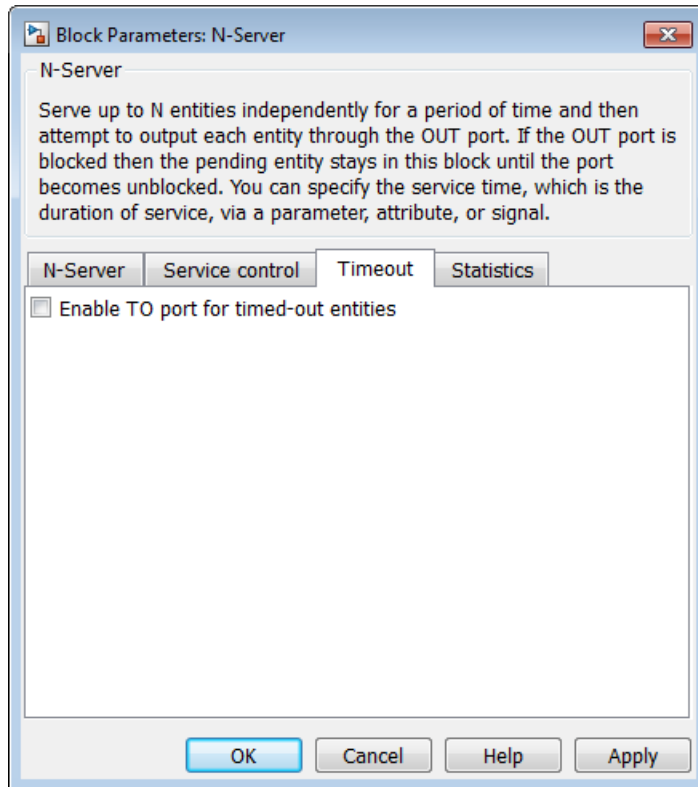 Block Parameters: N-Server
N-Server
Serve up to N entities independently for a period of time and then
attempt to output each entity through the OUT port. If the OUT port is
blocked then the pending entity stays in this block until the port
becomes unblocked. You can specify the service time, which is the
duration of service, via a parameter, attribute, or signal.
N-Server Service control Timeout Statistics
Enable TO port for timed-out entities
OK Cancel Help Apply